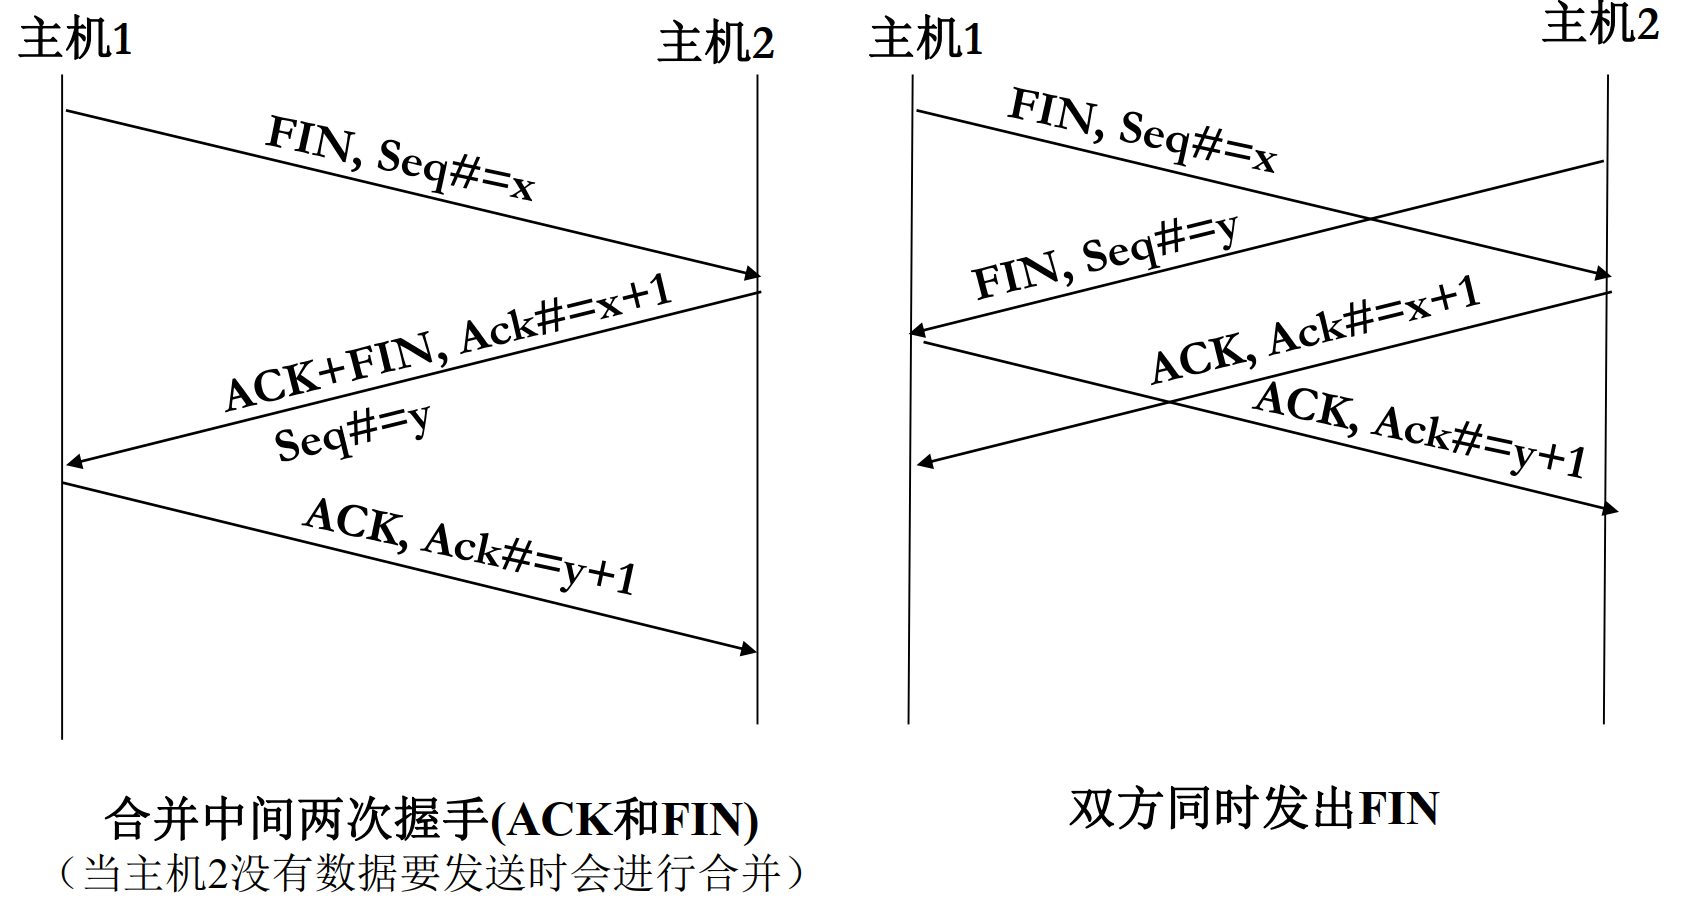 主机1
主机2
FIN, Seq#=x
ACK+FIN, Ack#=x+1
Seq#=y
ACK, Ack#=y+1
合并中间两次握手(ACK和FIN)
（当主机2没有数据要发送时会进行合并）
主机1
主机2
FIN, Seq#=x
FIN, Seq#=y
ACK, Ack#=x+1
ACK, Ack#=y+1
双方同时发出FIN